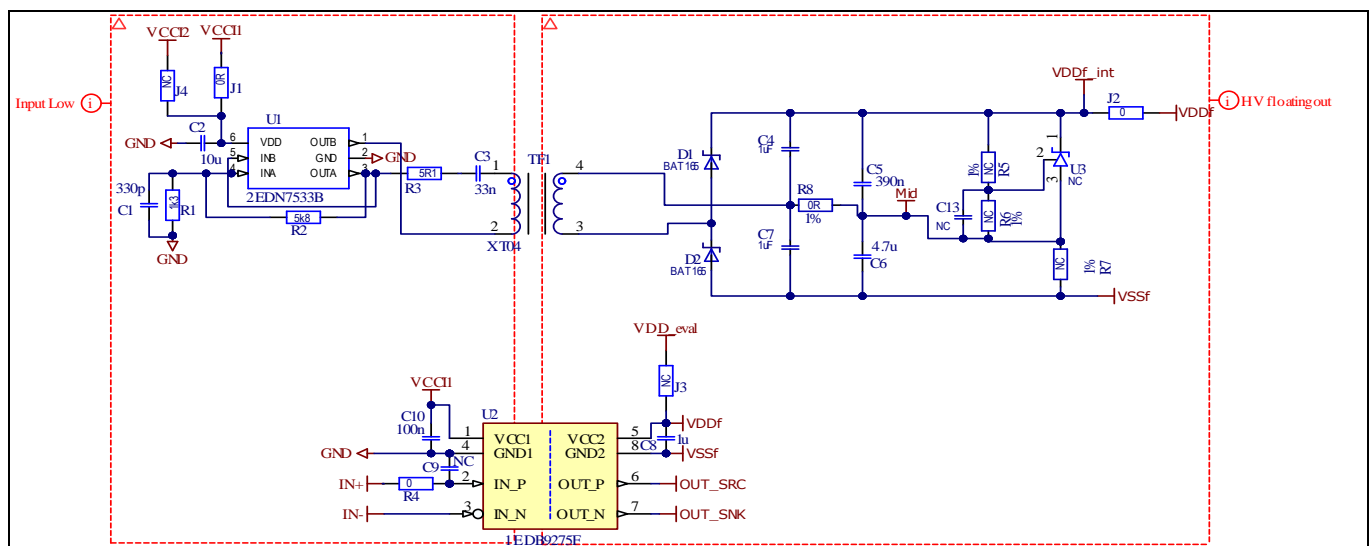 VCCI2
VCCI1
NC
J4
0R
J1
Input Low
i
U1
C2
GND
10u
6
VDD
OUTB
1
5
INB
GND
2
GND
4
INA
OUTA
3
2EDN7533B
330p
C1
1k3
R1
GND
5k8
R2
5R1
R3
C3
33n
1
2
TF1
XT04
4
3
D1
BAT165
D2
BAT165
C4
1uF
C7
1uF
C5
390n
R8
0R
1%
Mid
4.7u
C6
C13
NC
1%
NC
R5
NC
R6
1%
1
2
3
U3
NC
NC
1%
R7
VDDf_int
J2
0
VDDf
VSSf
i
HV floating out
VDD_eval
NC
J3
VCCI1
C10
100n
U2
1
VCC1
VCC2
5
VDDf
4
GND1
GND2
8
C8
1u
VSSf
GND
C9
NC
IN+
0
R4
2
IN_P
OUT_P
6
OUT_SRC
IN-
3
IN_N
OUT_N
7
OUT_SNK
1EDB9275F